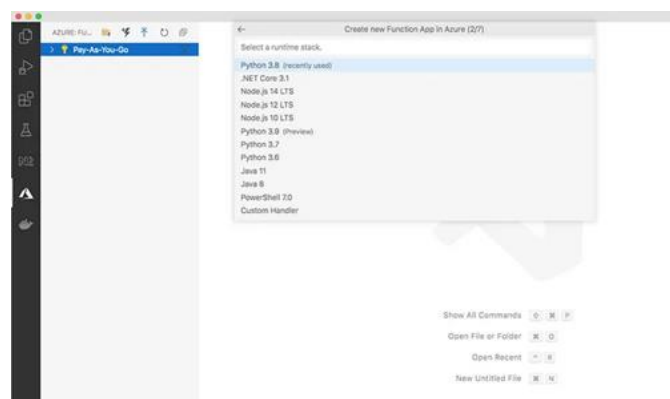 AZURE: FU...
Pay-As-You-Go
Create new Function App in Azure (2/7)
Select a runtime stack.
Python 3.8 (recently used)
.NET Core 3.1
Node.js 14 LTS
Node.js 12 LTS
Node.js 10 LTS
Python 3.9 (Preview)
Python 3.7
Python 3.6
Java 11
Java 8
PowerShell 7.0
Custom Handler
Show All Commands ⇧ ⌘ P
Open File or Folder ⌘ O
Open Recent ⌃ R
New Untitled File ⌘ N